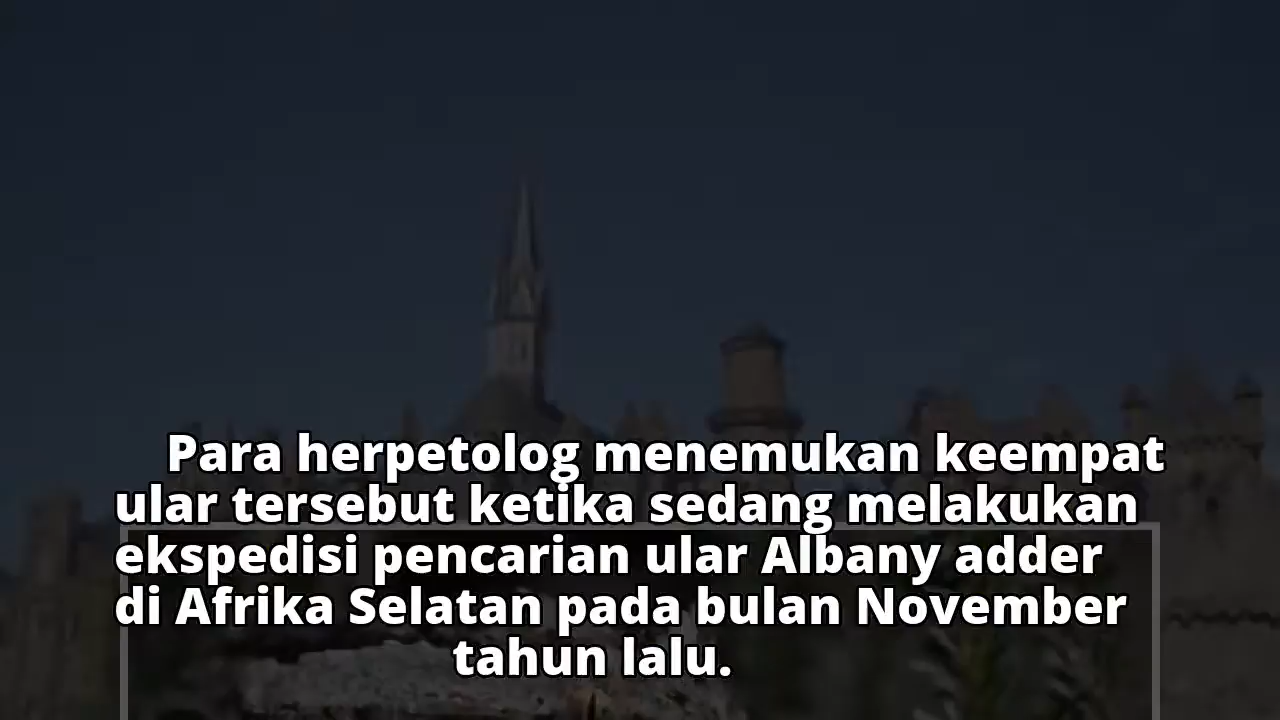 Para herpetolog menemukan keempat
ular tersebut ketika sedang melakukan
ekspedisi pencarian ular Albany adder
di Afrika Selatan pada bulan November
tahun lalu.